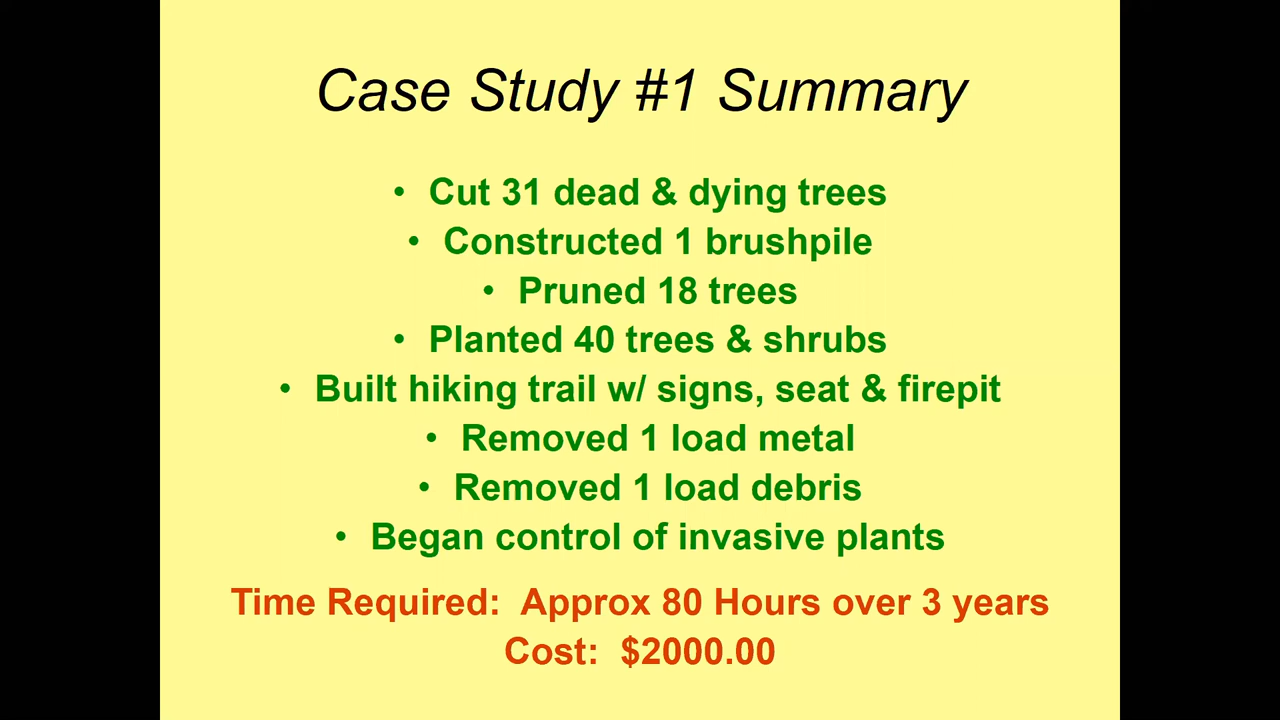 Case Study #1 Summary
• Cut 31 dead & dying trees
• Constructed 1 brushpile
• Pruned 18 trees
• Planted 40 trees & shrubs
• Built hiking trail w/ signs, seat & firepit
• Removed 1 load metal
• Removed 1 load debris
• Began control of invasive plants
Time Required:  Approx 80 Hours over 3 years
Cost:  $2000.00